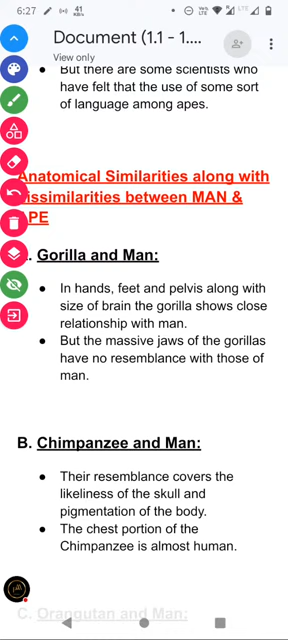 6:27
41
KB/s
Vo))
LTE
LTE
Document (1.1 - 1....
View only
But there are some scientists who
have felt that the use of some sort
of language among apes.
Anatomical Similarities along with
issimilarities between MAN &
PE
Gorilla and Man:
In hands, feet and pelvis along with
size of brain the gorilla shows close
relationship with man.
But the massive jaws of the gorillas
have no resemblance with those of
man.
B. Chimpanzee and Man:
Their resemblance covers the
likeliness of the skull and
pigmentation of the body.
The chest portion of the
Chimpanzee is almost human.
C. Orangutan and Man: